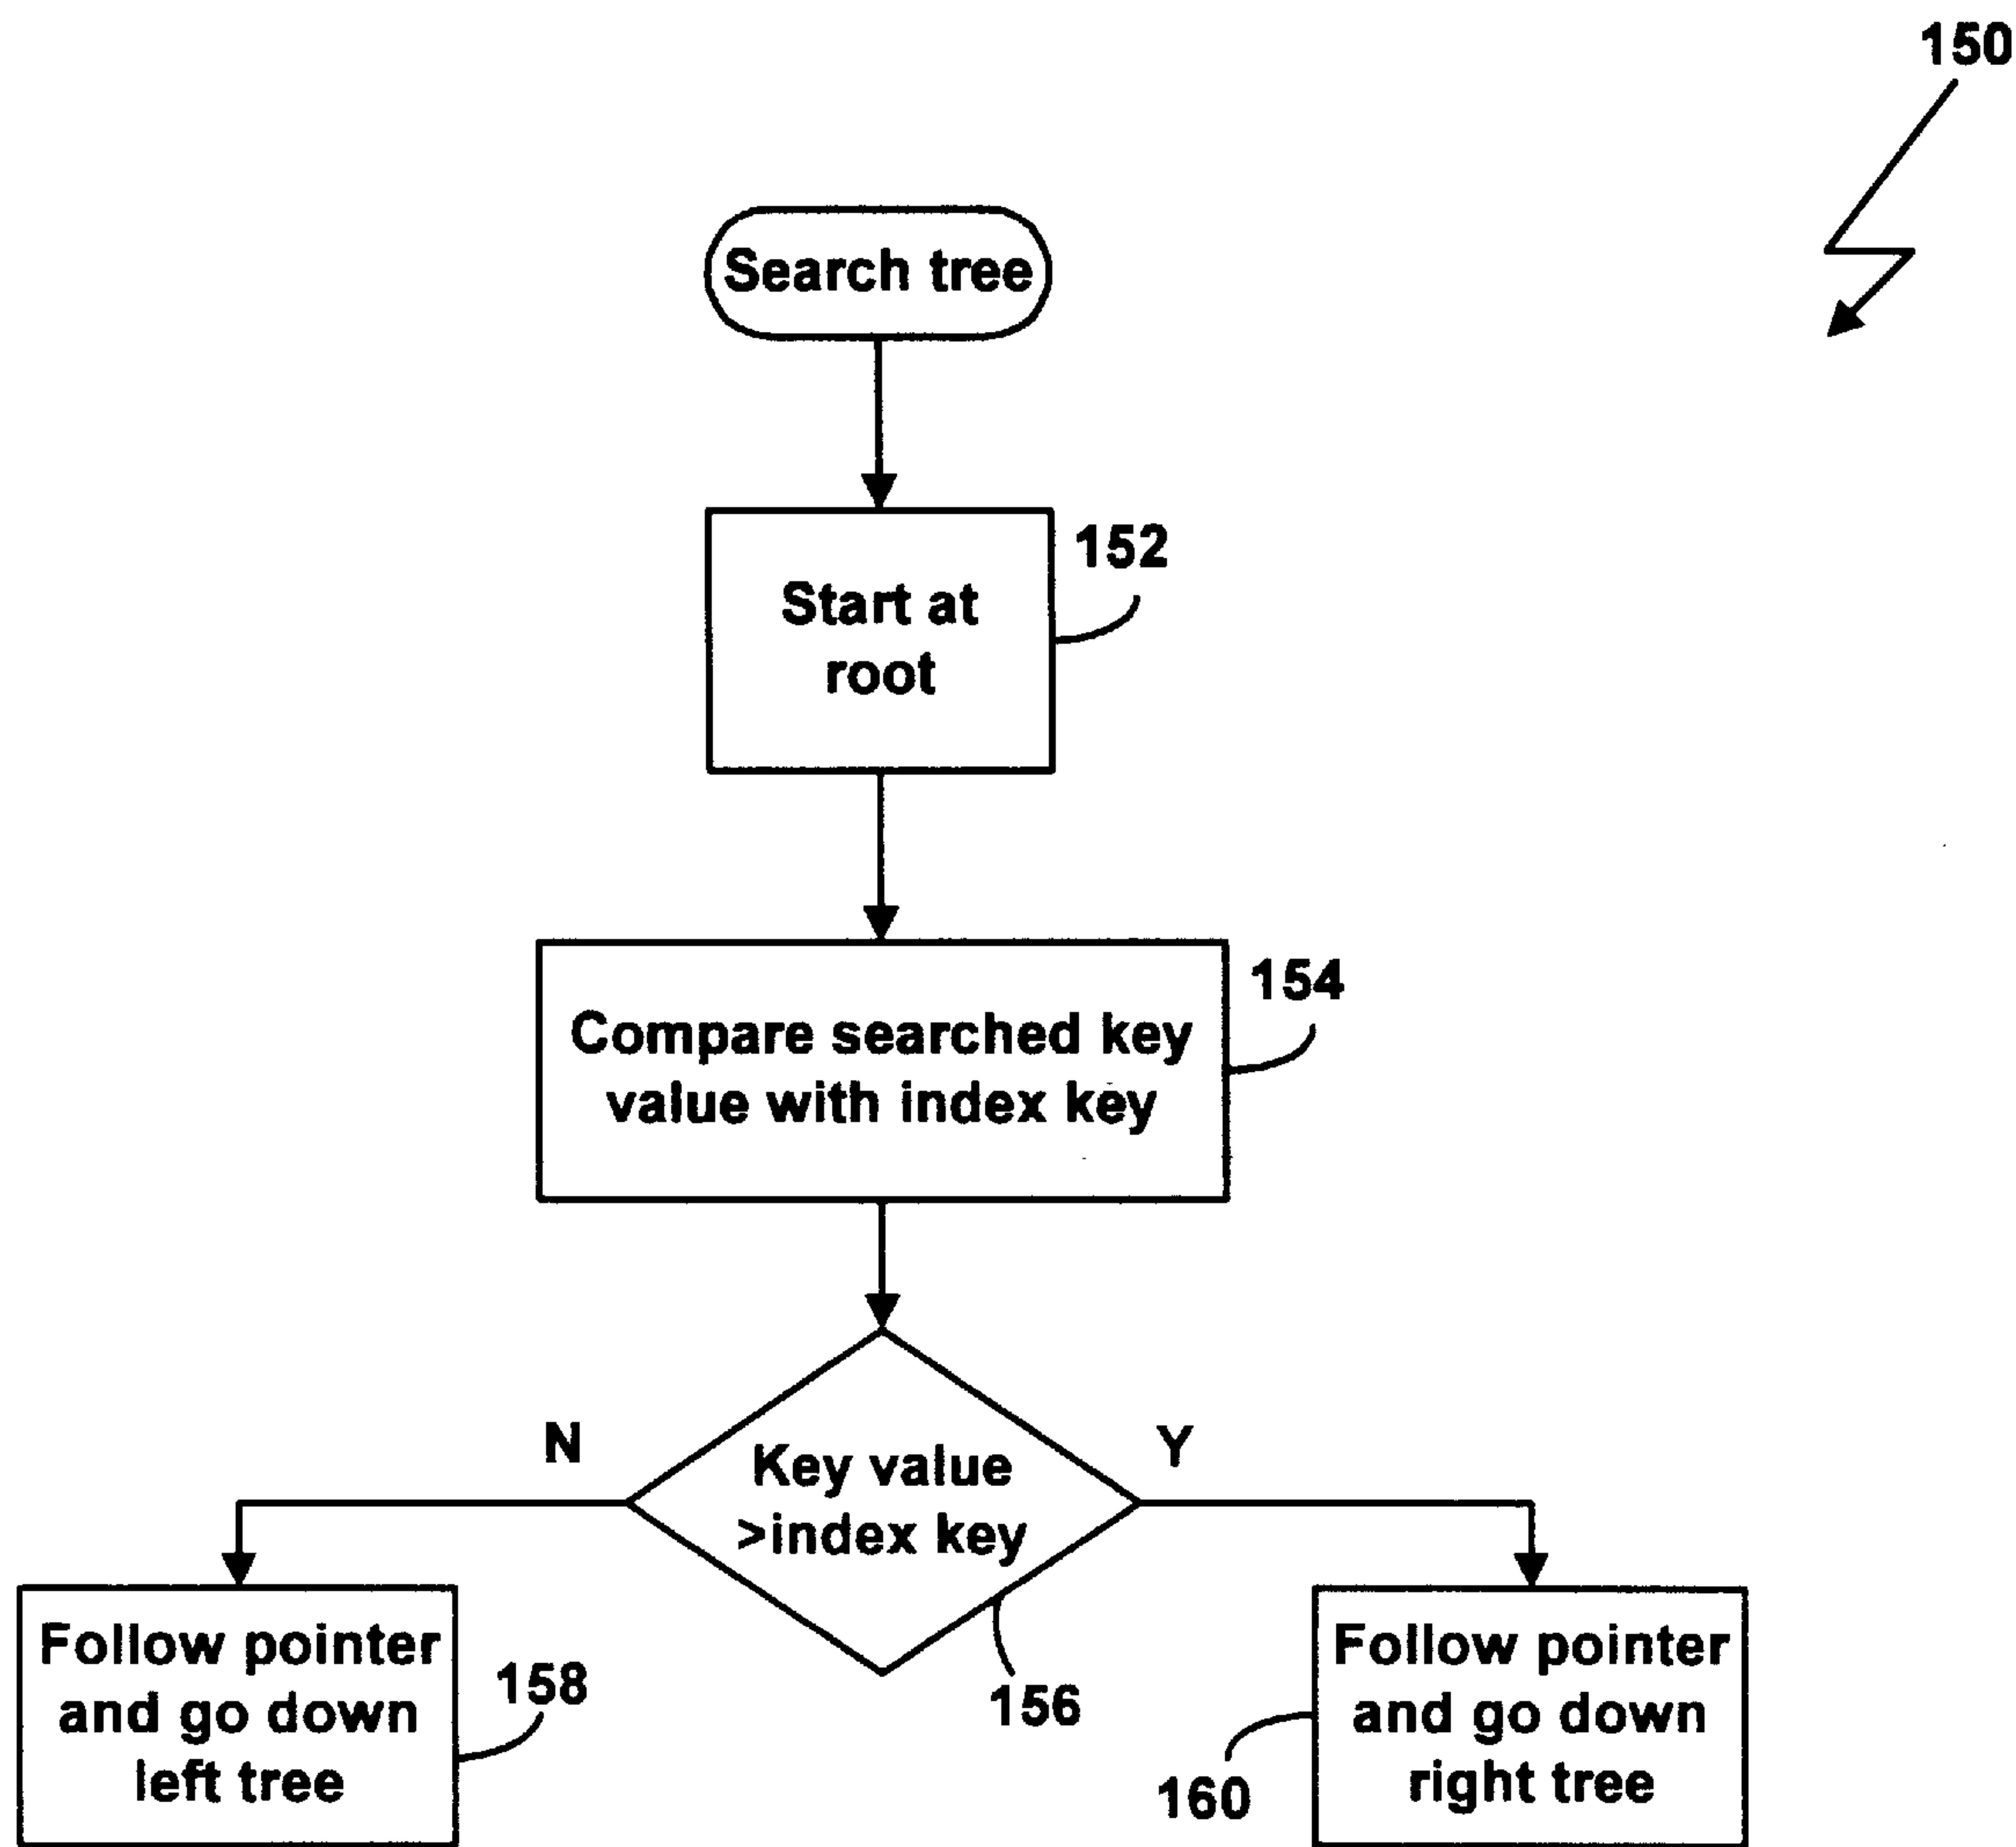 150
Search tree
152
Start at
root
154
Compare searched key
value with index key
N
Y
Key value
>index key
156
Follow pointer
and go down
left tree
158
160
Follow pointer
and go down
right tree